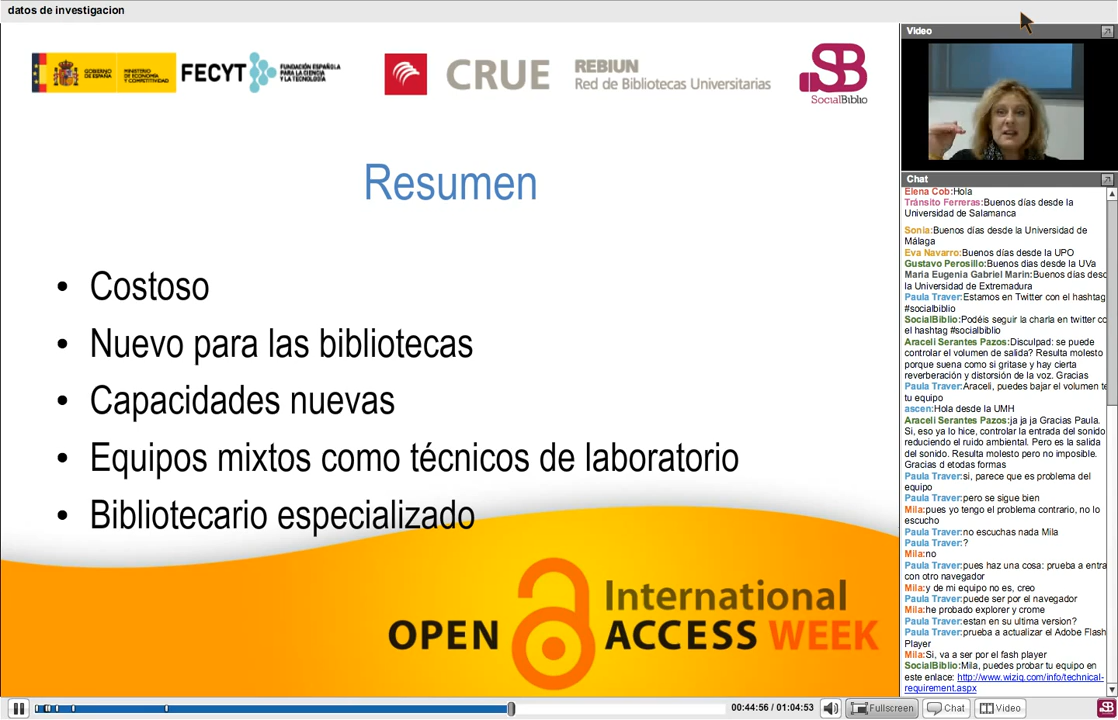 datos de investigacion
GOBIERNO
DE ESPAÑA
MINISTERIO
DE ECONOMÍA
Y COMPETITIVIDAD
FECYT
FUNDACIÓN ESPAÑOLA
PARA LA CIENCIA
Y LA TECNOLOGÍA
CRUE
REBIUN
Red de Bibliotecas Universitarias
SB
SocialBiblio
Resumen
• Costoso
• Nuevo para las bibliotecas
• Capacidades nuevas
• Equipos mixtos como técnicos de laboratorio
• Bibliotecario especializado
International
OPEN ACCESS WEEK
Video
Chat
Elena Cob:Hola
Tránsito Ferreras:Buenos días desde la
Universidad de Salamanca
Sonia:Buenos días desde la Universidad de
Málaga
Eva Navarro:Buenos días desde la UPO
Gustavo Perosillo:Buenos dias desde la UVa
Maria Eugenia Gabriel Marin:Buenos días desd
la Universidad de Extremadura
Paula Traver:Estamos en Twitter con el hashtag
#socialbiblio
SocialBiblio:Podéis seguir la charla en twitter co
el hashtag #socialbiblio
Araceli Serantes Pazos:Disculpad: se puede
controlar el volumen de salida? Resulta molesto
porque suena como si gritase y hay cierta
reverberación y distorsión de la voz. Gracias
Paula Traver:Araceli, puedes bajar el volumen te
tu equipo
ascen:Hola desde la UMH
Araceli Serantes Pazos:ja ja ja Gracias Paula.
Si, eso ya lo hice, controlar la entrada del sonido
reduciendo el ruido ambiental. Pero es la salida
del sonido. Resulta molesto pero no imposible.
Gracias d etodas formas
Paula Traver:si, parece que es problema del
equipo
Paula Traver:pero se sigue bien
Mila:pues yo tengo el problema contrario, no lo
escucho
Paula Traver:no escuchas nada Mila
Paula Traver:?
Mila:no
Paula Traver:pues haz una cosa: prueba a entra
con otro navegador
Mila:y de mi equipo no es, creo
Paula Traver:puede ser por el navegador
Mila:he probado explorer y crome
Paula Traver:estan en su ultima version?
Paula Traver:prueba a actualizar el Adobe Flash
Player
Mila:Si, va a ser por el fash player
SocialBiblio:Mila, puedes probar tu equipo en
este enlace: http://www.wiziq.com/info/technical-
requirement.aspx
00:44:56 / 01:04:53
Fullscreen
Chat
Video
SB